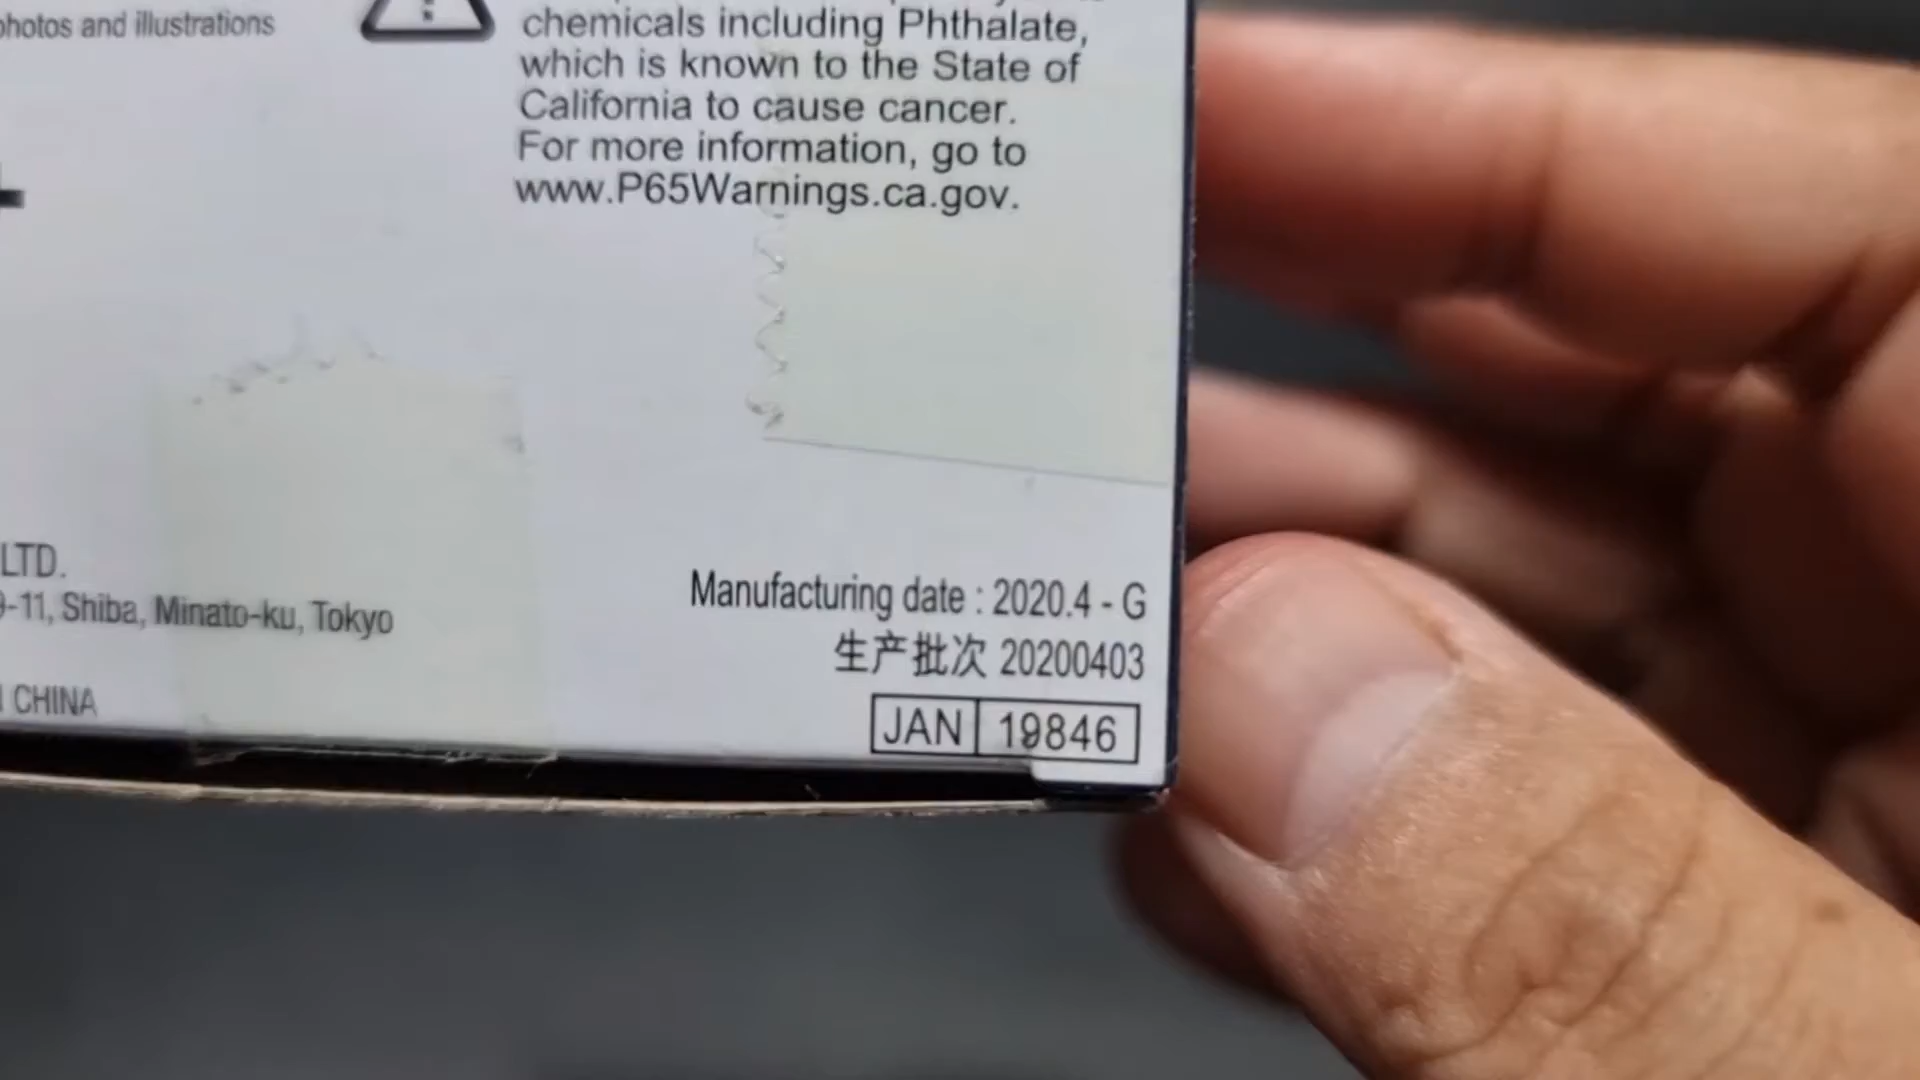 photos and illustrations
chemicals including Phthalate,
which is known to the State of
California to cause cancer.
For more information, go to
www.P65Warnings.ca.gov.
LTD.
-11, Shiba, Minato-ku, Tokyo
CHINA
Manufacturing date : 2020.4 - G
生产批次 20200403
JAN 19846